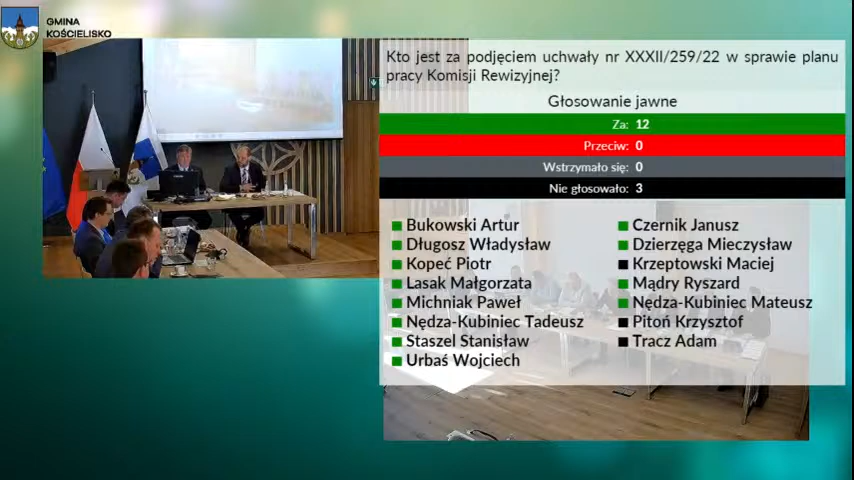 GMINA
KOŚCIELISKO
Kto jest za podjęciem uchwały nr XXXII/259/22 w sprawie planu
pracy Komisji Rewizyjnej?
Głosowanie jawne
Za: 12
Przeciw: 0
Wstrzymało się: 0
Nie głosowało: 3
Bukowski Artur
Długosz Władysław
Kopeć Piotr
Lasak Małgorzata
Michniak Paweł
Nędza-Kubiniec Tadeusz
Staszel Stanisław
Urbaś Wojciech
Czernik Janusz
Dzierzęga Mieczysław
Krzeptowski Maciej
Mądry Ryszard
Nędza-Kubiniec Mateusz
Pitoń Krzysztof
Tracz Adam